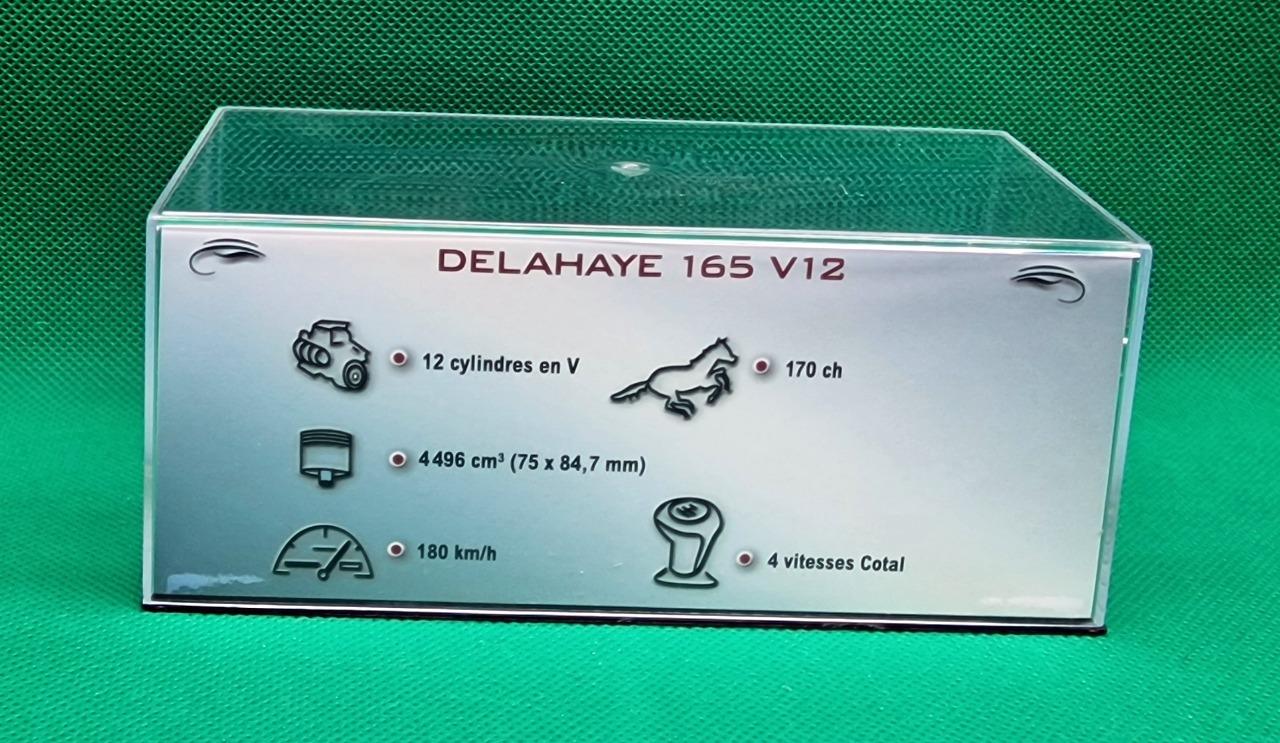 DELAHAYE 165 V12
12 cylindres en V
170 ch
4 496 cm³ (75 x 84,7 mm)
180 km/h
4 vitesses Cotal